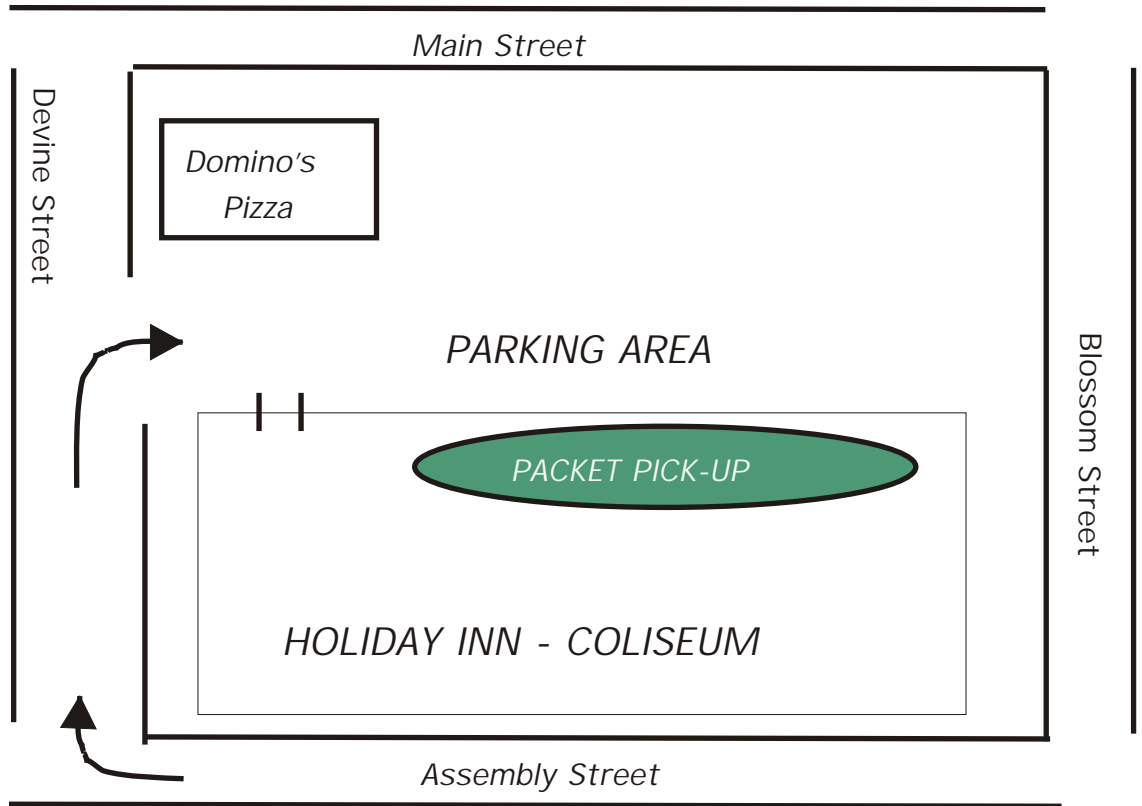 Main Street
Devine Street
Domino's
Pizza
PARKING AREA
Blossom Street
PACKET PICK-UP
HOLIDAY INN - COLISEUM
Assembly Street